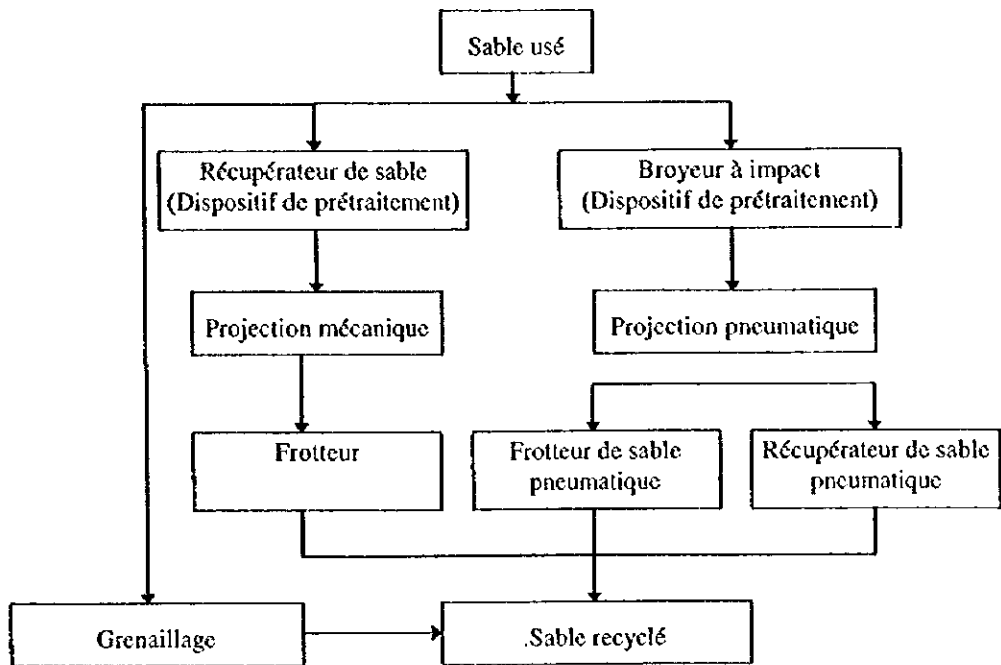 Sable usé
Récupérateur de sable
(Dispositif de prétraitement)
Broyeur à impact
(Dispositif de prétraitement)
Projection mécanique
Projection pneumatique
Frotteur
Frotteur de sable
pneumatique
Récupérateur de sable
pneumatique
Grenaillage
.Sable recyclé